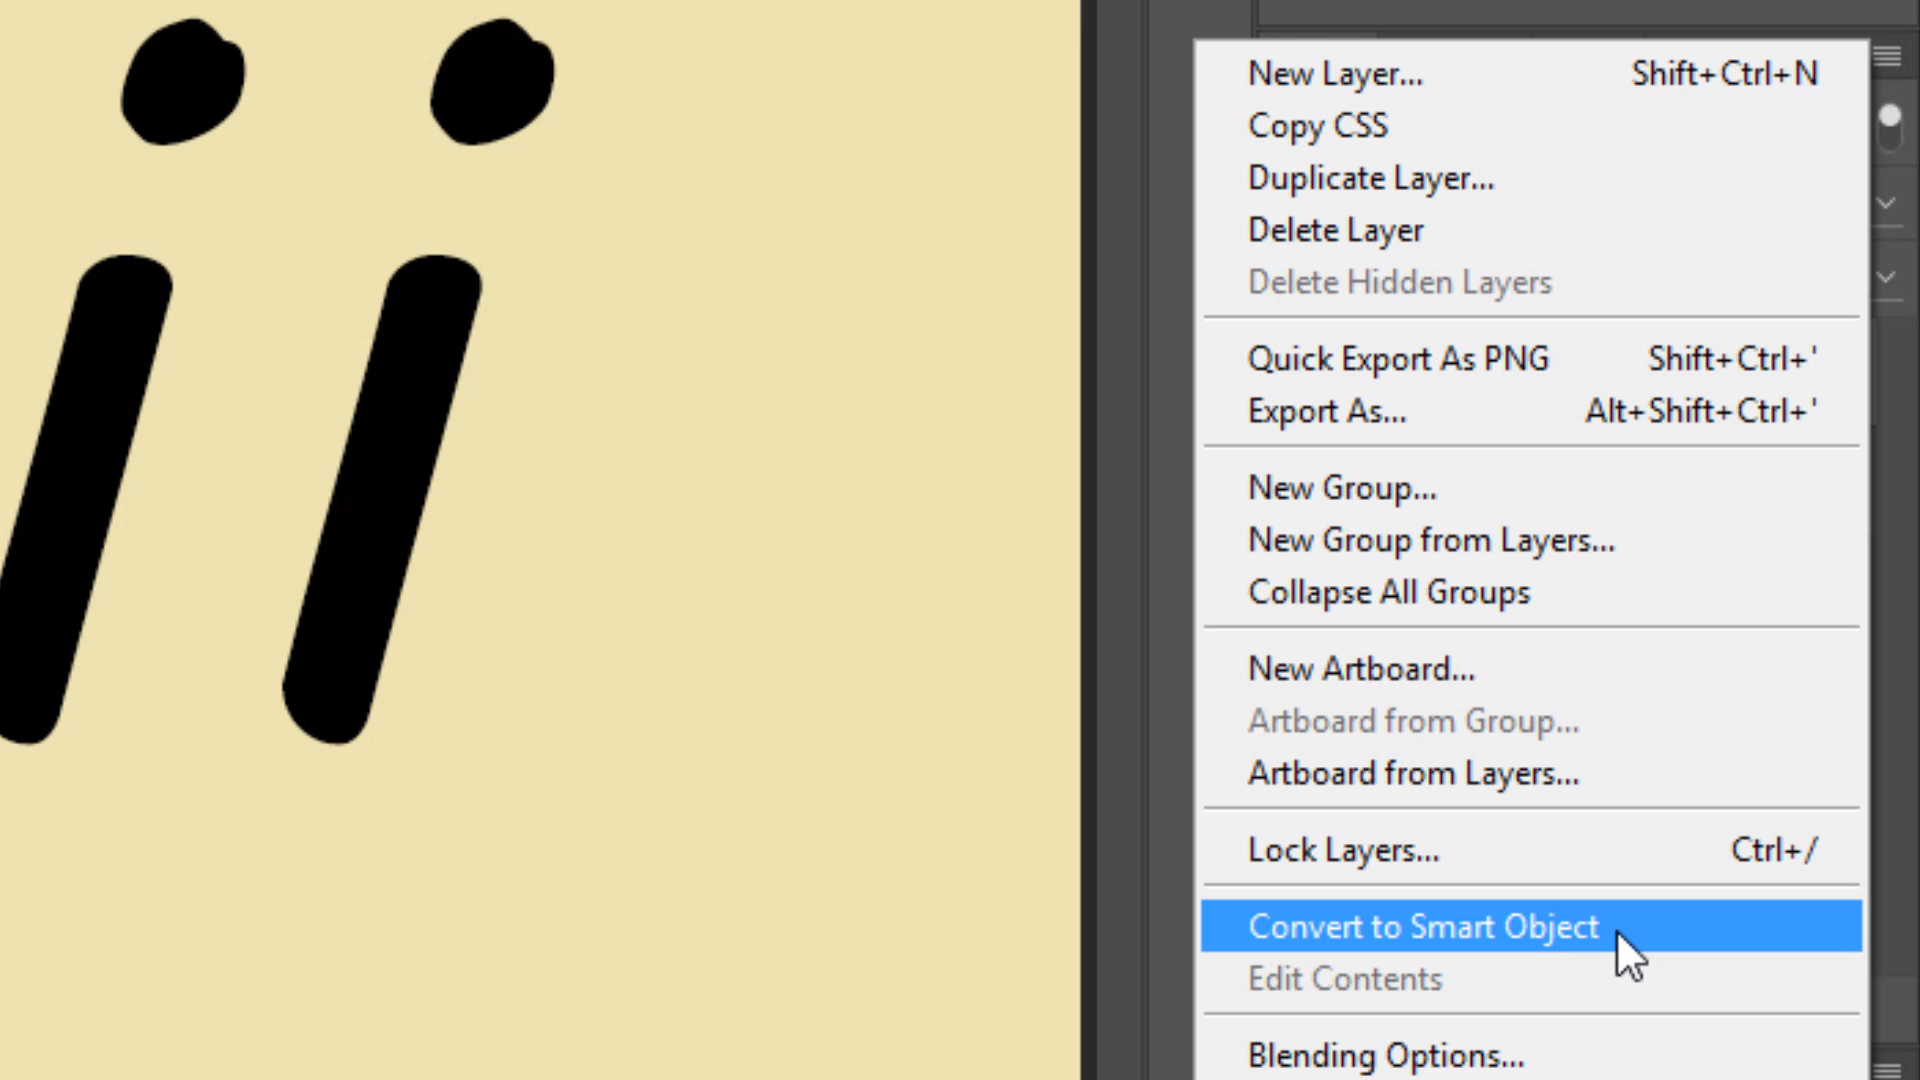 New Layer... Shift+Ctrl+N
Copy CSS
Duplicate Layer...
Delete Layer
Delete Hidden Layers
Quick Export As PNG Shift+Ctrl+'
Export As... Alt+Shift+Ctrl+'
New Group...
New Group from Layers...
Collapse All Groups
New Artboard...
Artboard from Group...
Artboard from Layers...
Lock Layers... Ctrl+/
Convert to Smart Object
Edit Contents
Blending Options...